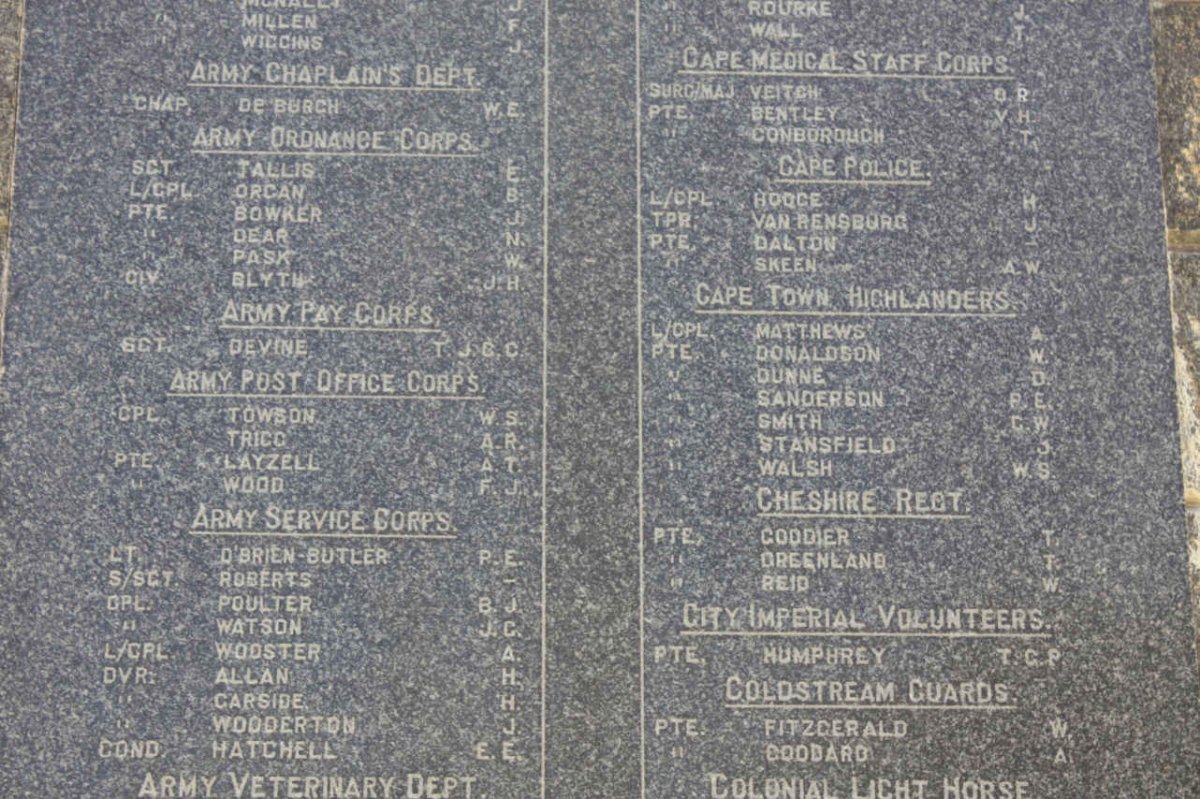 McNALLY J.
" MILLEN F.
" WIGGINS J.
ARMY CHAPLAIN'S DEPT.
CHAP. DE BURGH W.E.
ARMY ORDNANCE CORPS.
SGT. TALLIS E.
L/CPL. ORGAN B.
PTE. BOWKER J.
" DEAR N.
" PASK W.
CIV. BLYTH J.H.
ARMY PAY CORPS.
SGT. DEVINE T.J.G.C.
ARMY POST OFFICE CORPS.
CPL. TOWSON W.S.
" TRIGG A.R.
PTE. LAYZELL A.T.
" WOOD F.J.
ARMY SERVICE CORPS.
LT. O'BRIEN-BUTLER P.E.
S/SGT. ROBERTS -
CPL. POULTER B.J.
" WATSON J.G.
L/CPL. WOOSTER A.
DVR. ALLAN H.
" GARSIDE H.
" WOODERTON J.
COND. HATCHELL E.E.
ARMY VETERINARY DEPT.
" ROURKE J.
" WALL T.
CAPE MEDICAL STAFF CORPS.
SURG/MAJ VEITCH O.R.
PTE. BENTLEY V.H.
" CONBOROUGH T.
CAPE POLICE.
L/CPL HODGE H.
TPR. VAN RENSBURG J.
PTE. DALTON -
" SKEEN A.W.
CAPE TOWN HIGHLANDERS.
L/CPL. MATTHEWS A.
PTE. DONALDSON W.
" DUNNE D.
" SANDERSON P.E.
" SMITH G.W.
" STANSFIELD J.
" WALSH W.S.
CHESHIRE REGT.
PTE. GOODIER T.
" GREENLAND T.
" REID W.
CITY IMPERIAL VOLUNTEERS.
PTE. HUMPHREY T.G.P.
COLDSTREAM GUARDS.
PTE. FITZGERALD W.
" GODDARD A.
COLONIAL LIGHT HORSE